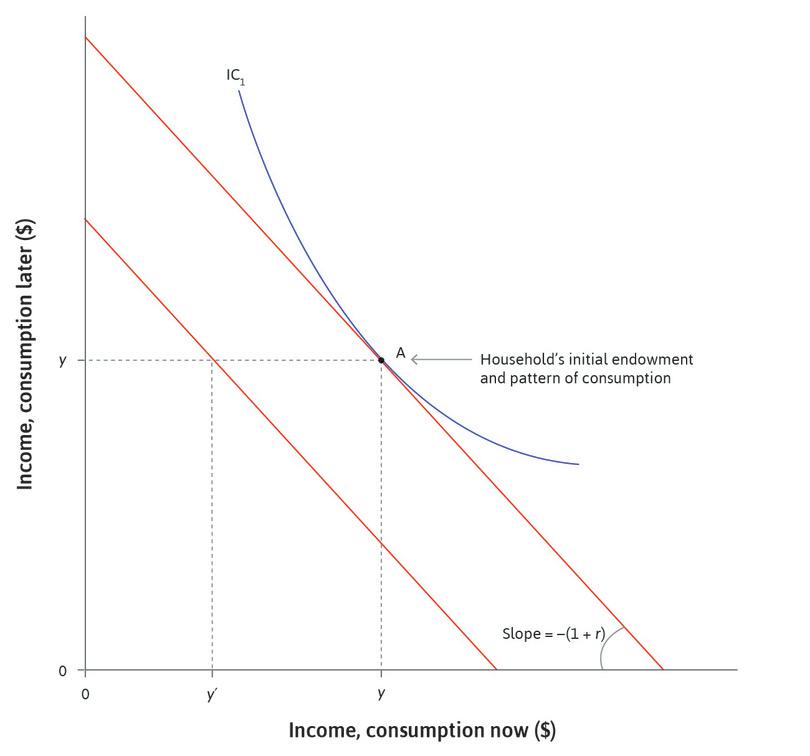 IC₁
Income, consumption later ($)
y
A
Household’s initial endowment
and pattern of consumption
Slope = –(1 + r)
0
0
y′
y
Income, consumption now ($)